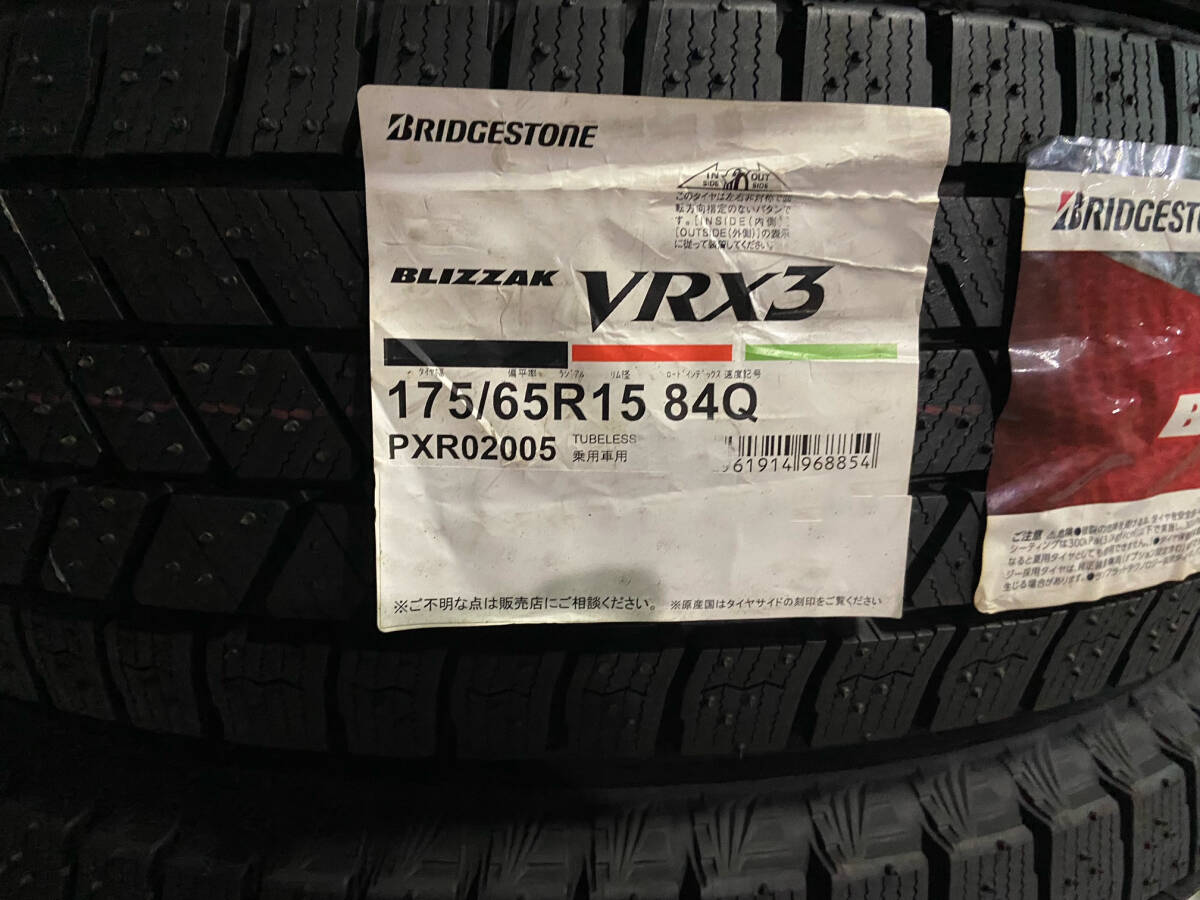 BRIDGESTONE
IN SIDE OUT SIDE
このタイヤは左右非対称で回
転方向指定のないパタンで
す。[INSIDE(内側)]
[OUTSIDE(外側)]の表示
に従って装着してください。
BLIZZAK VRX3
タイヤ幅 偏平率 ラジアル リム径 ロードインデックス 速度記号
175/65R15 84Q
PXR02005 TUBELESS
乗用車用
961914 968854
※ご不明な点は販売店にご相談ください。 ※原産国はタイヤサイドの刻印をご覧ください
BRIDGESTO
B
ご注意